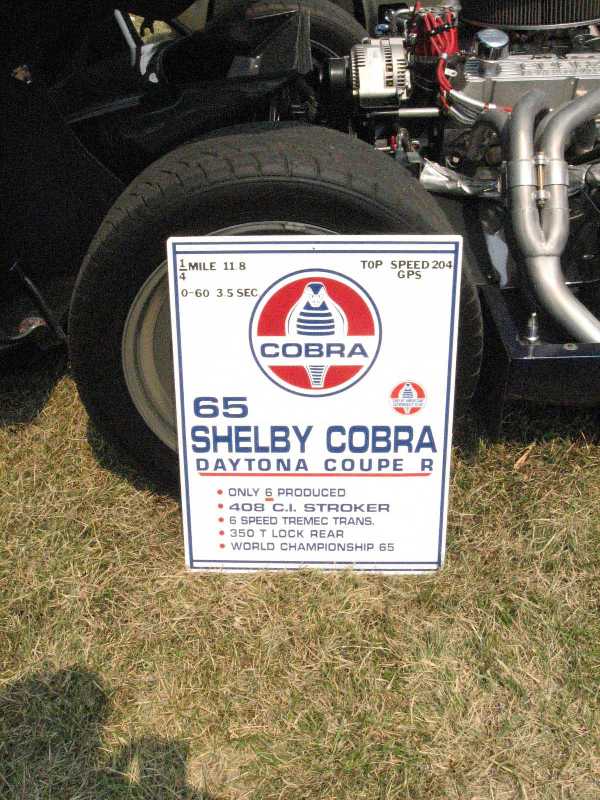 1/4 MILE 11 8
0-60 3.5 SEC
TOP SPEED 204
GPS
COBRA
65
SHELBY COBRA
DAYTONA COUPE R
• ONLY 6 PRODUCED
• 408 C.I. STROKER
• 6 SPEED TREMEC TRANS.
• 350 T LOCK REAR
• WORLD CHAMPIONSHIP 65